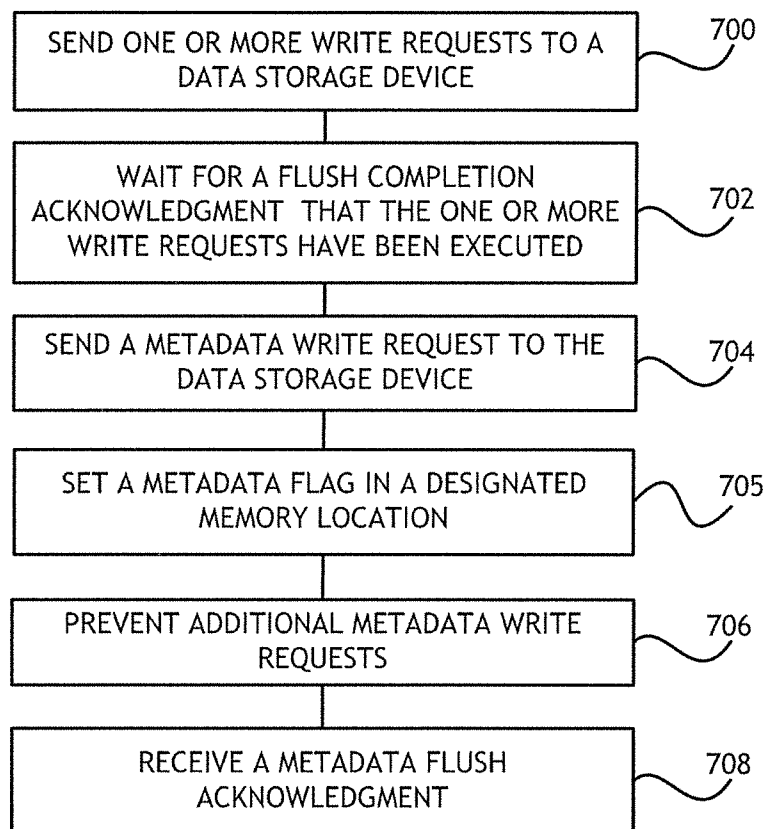 SEND ONE OR MORE WRITE REQUESTS TO A
DATA STORAGE DEVICE
700
WAIT FOR A FLUSH COMPLETION
ACKNOWLEDGMENT THAT THE ONE OR MORE
WRITE REQUESTS HAVE BEEN EXECUTED
702
SEND A METADATA WRITE REQUEST TO THE
DATA STORAGE DEVICE
704
SET A METADATA FLAG IN A DESIGNATED
MEMORY LOCATION
705
PREVENT ADDITIONAL METADATA WRITE
REQUESTS
706
RECEIVE A METADATA FLUSH
ACKNOWLEDGMENT
708